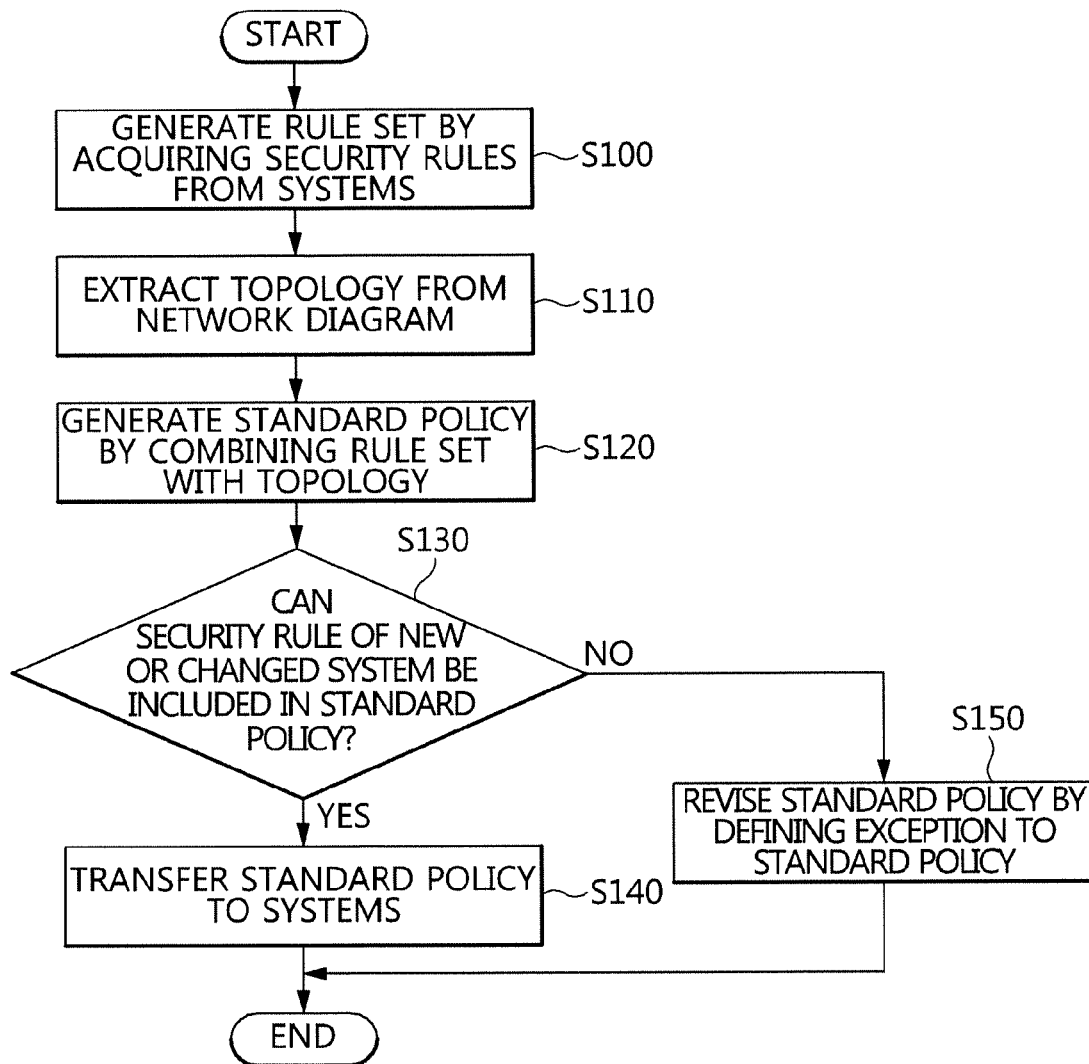 START
GENERATE RULE SET BY
ACQUIRING SECURITY RULES
FROM SYSTEMS
S100
EXTRACT TOPOLOGY FROM
NETWORK DIAGRAM
S110
GENERATE STANDARD POLICY
BY COMBINING RULE SET
WITH TOPOLOGY
S120
S130
CAN
SECURITY RULE OF NEW
OR CHANGED SYSTEM BE
INCLUDED IN STANDARD
POLICY?
NO
YES
S150
REVISE STANDARD POLICY BY
DEFINING EXCEPTION TO
STANDARD POLICY
TRANSFER STANDARD POLICY
TO SYSTEMS
S140
END